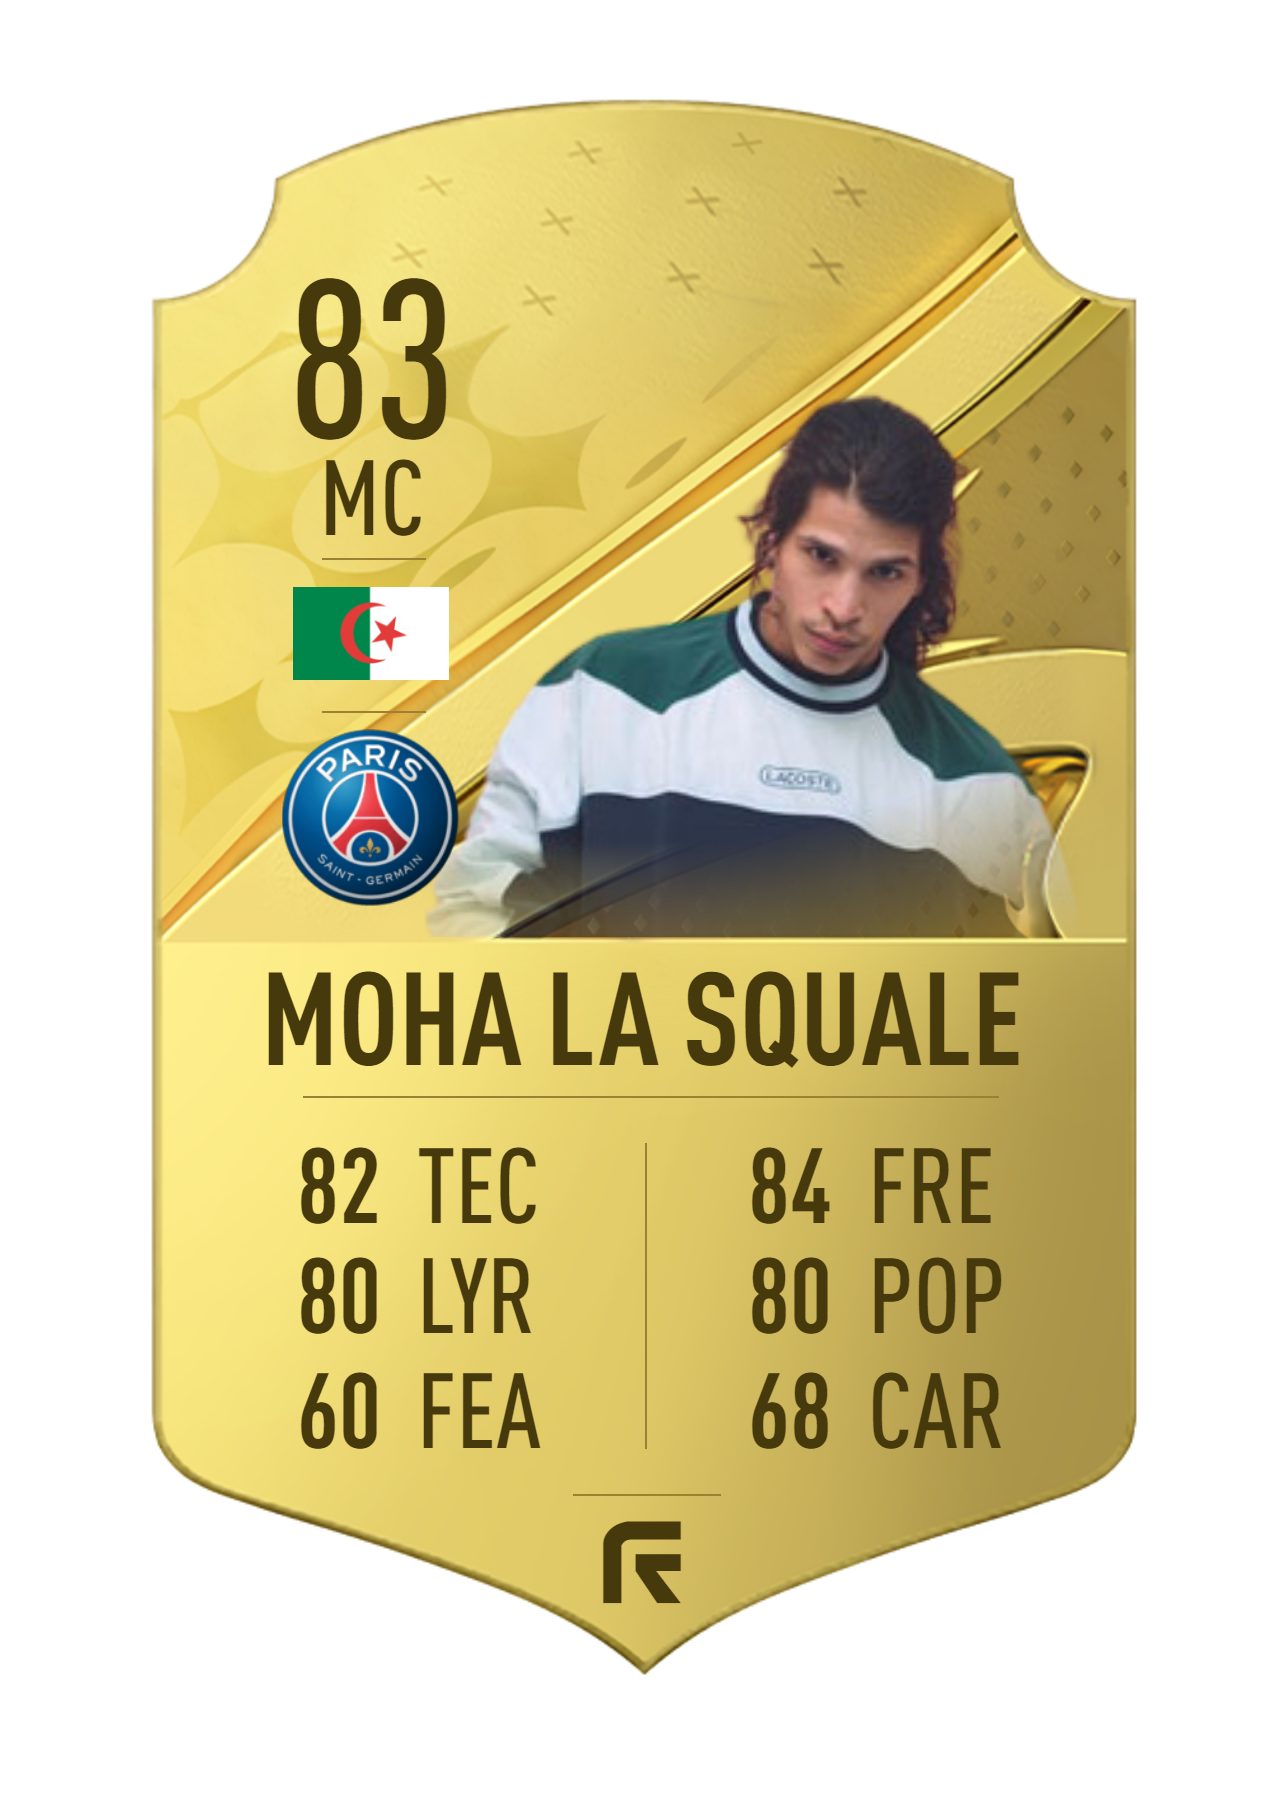 83
MC
PARIS
SAINT - GERMAIN
LACOSTE
MOHA LA SQUALE
82 TEC
84 FRE
80 LYR
80 POP
60 FEA
68 CAR